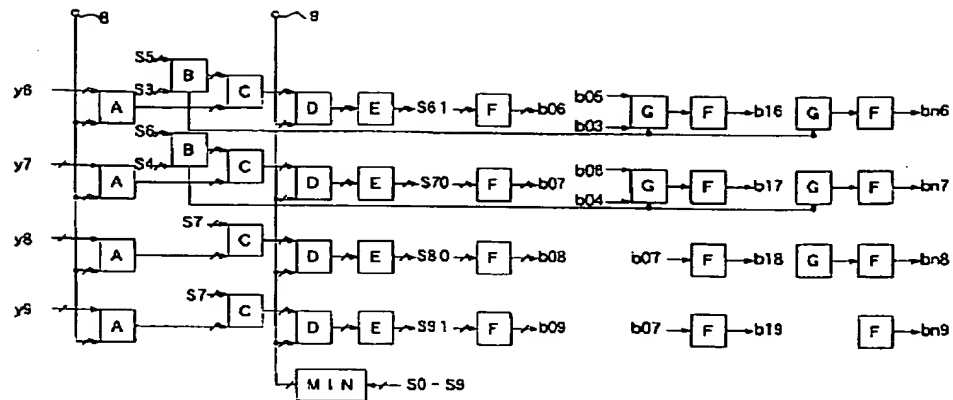 8 9
S5
B
y6 S3 C
A D E S61 F b06 b05 G F b16 G F bn6
S6 b03
B
y7 S4 C
A D E S70 F b07 b06 G F b17 G F bn7
b04
S7 C
y8 A D E S80 F b08 b07 F b18 G F bn8
S7 C
y9 A D E S91 F b09 b07 F b19 F bn9
MIN S0 - S9